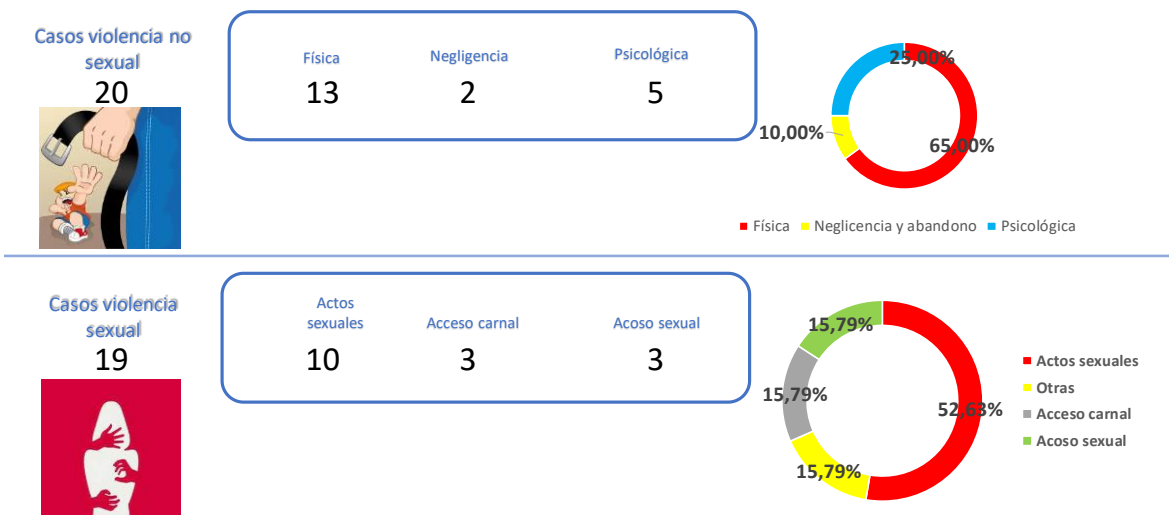 Casos violencia no
sexual
20
Física
Negligencia
Psicológica
13
2
5
25,00%
10,00%
65,00%
Física
Neglicencia y abandono
Psicológica
Casos violencia
sexual
19
Actos
sexuales
Acceso carnal
Acoso sexual
10
3
3
15,79%
15,79%
52,63%
15,79%
Actos sexuales
Otras
Acceso carnal
Acoso sexual